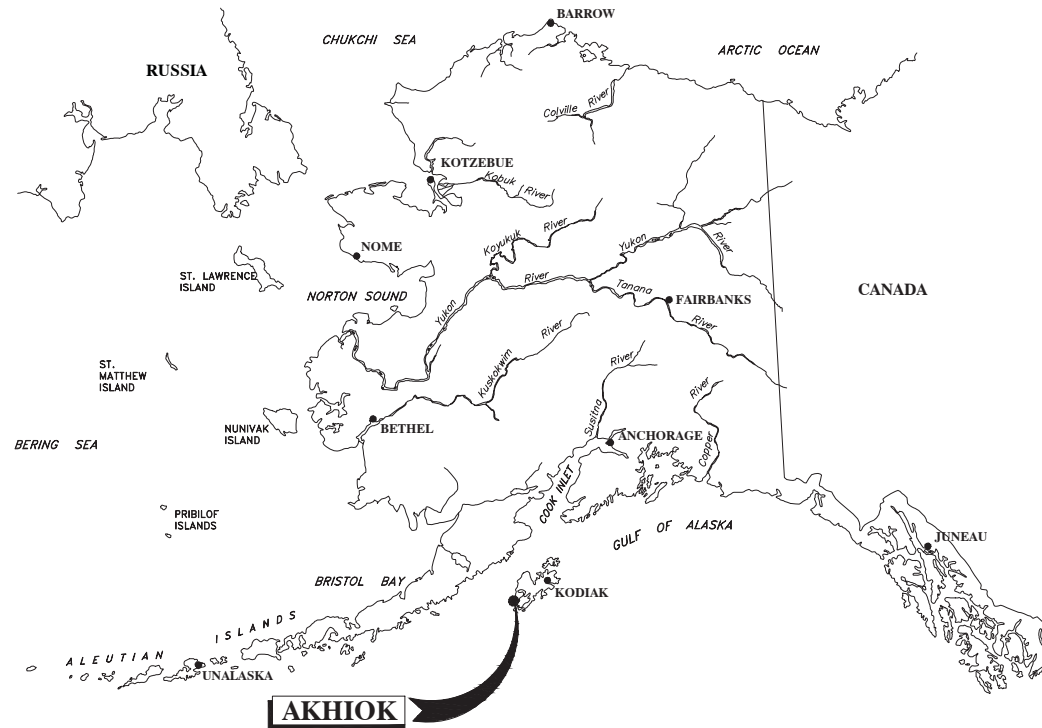 BARROW
CHUKCHI SEA
ARCTIC OCEAN
RUSSIA
Colville River
KOTZEBUE
Kobuk River
Koyukuk River
Yukon River
NOME
ST. LAWRENCE
ISLAND
River
Tanana
FAIRBANKS
CANADA
NORTON SOUND
Yukon
River
River
ST.
MATTHEW
ISLAND
Kuskokwim
River
Susitna
River
Copper
NUNIVAK
ISLAND
BETHEL
ANCHORAGE
BERING SEA
COOK INLET
PRIBILOF
ISLANDS
GULF OF ALASKA
JUNEAU
BRISTOL BAY
KODIAK
ALEUTIAN ISLANDS
UNALASKA
AKHIOK